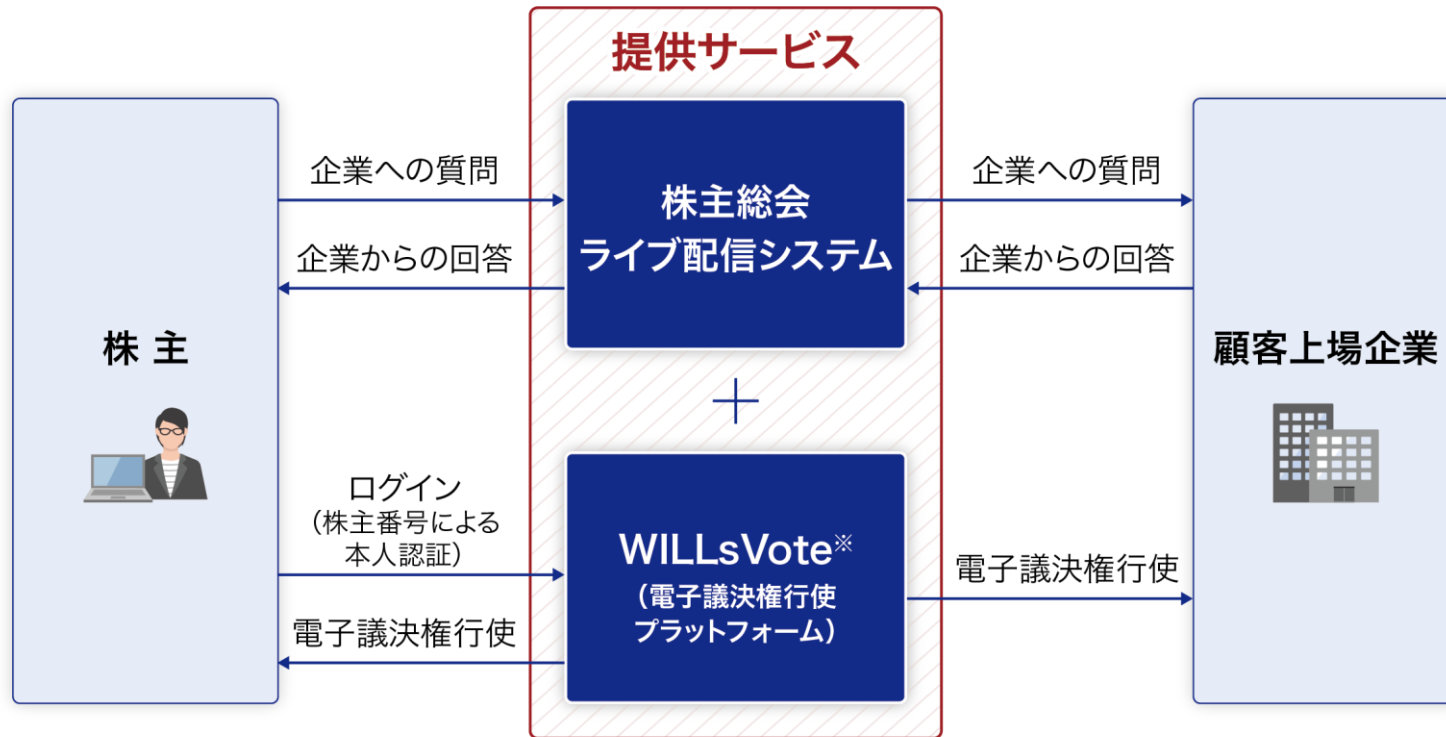 提供サービス
企業への質問
企業からの回答
株主総会
ライブ配信システム
企業への質問
企業からの回答
株 主
顧客上場企業
ログイン
（株主番号による
本人認証）
電子議決権行使
WILLsVote※
（電子議決権行使
プラットフォーム）
電子議決権行使